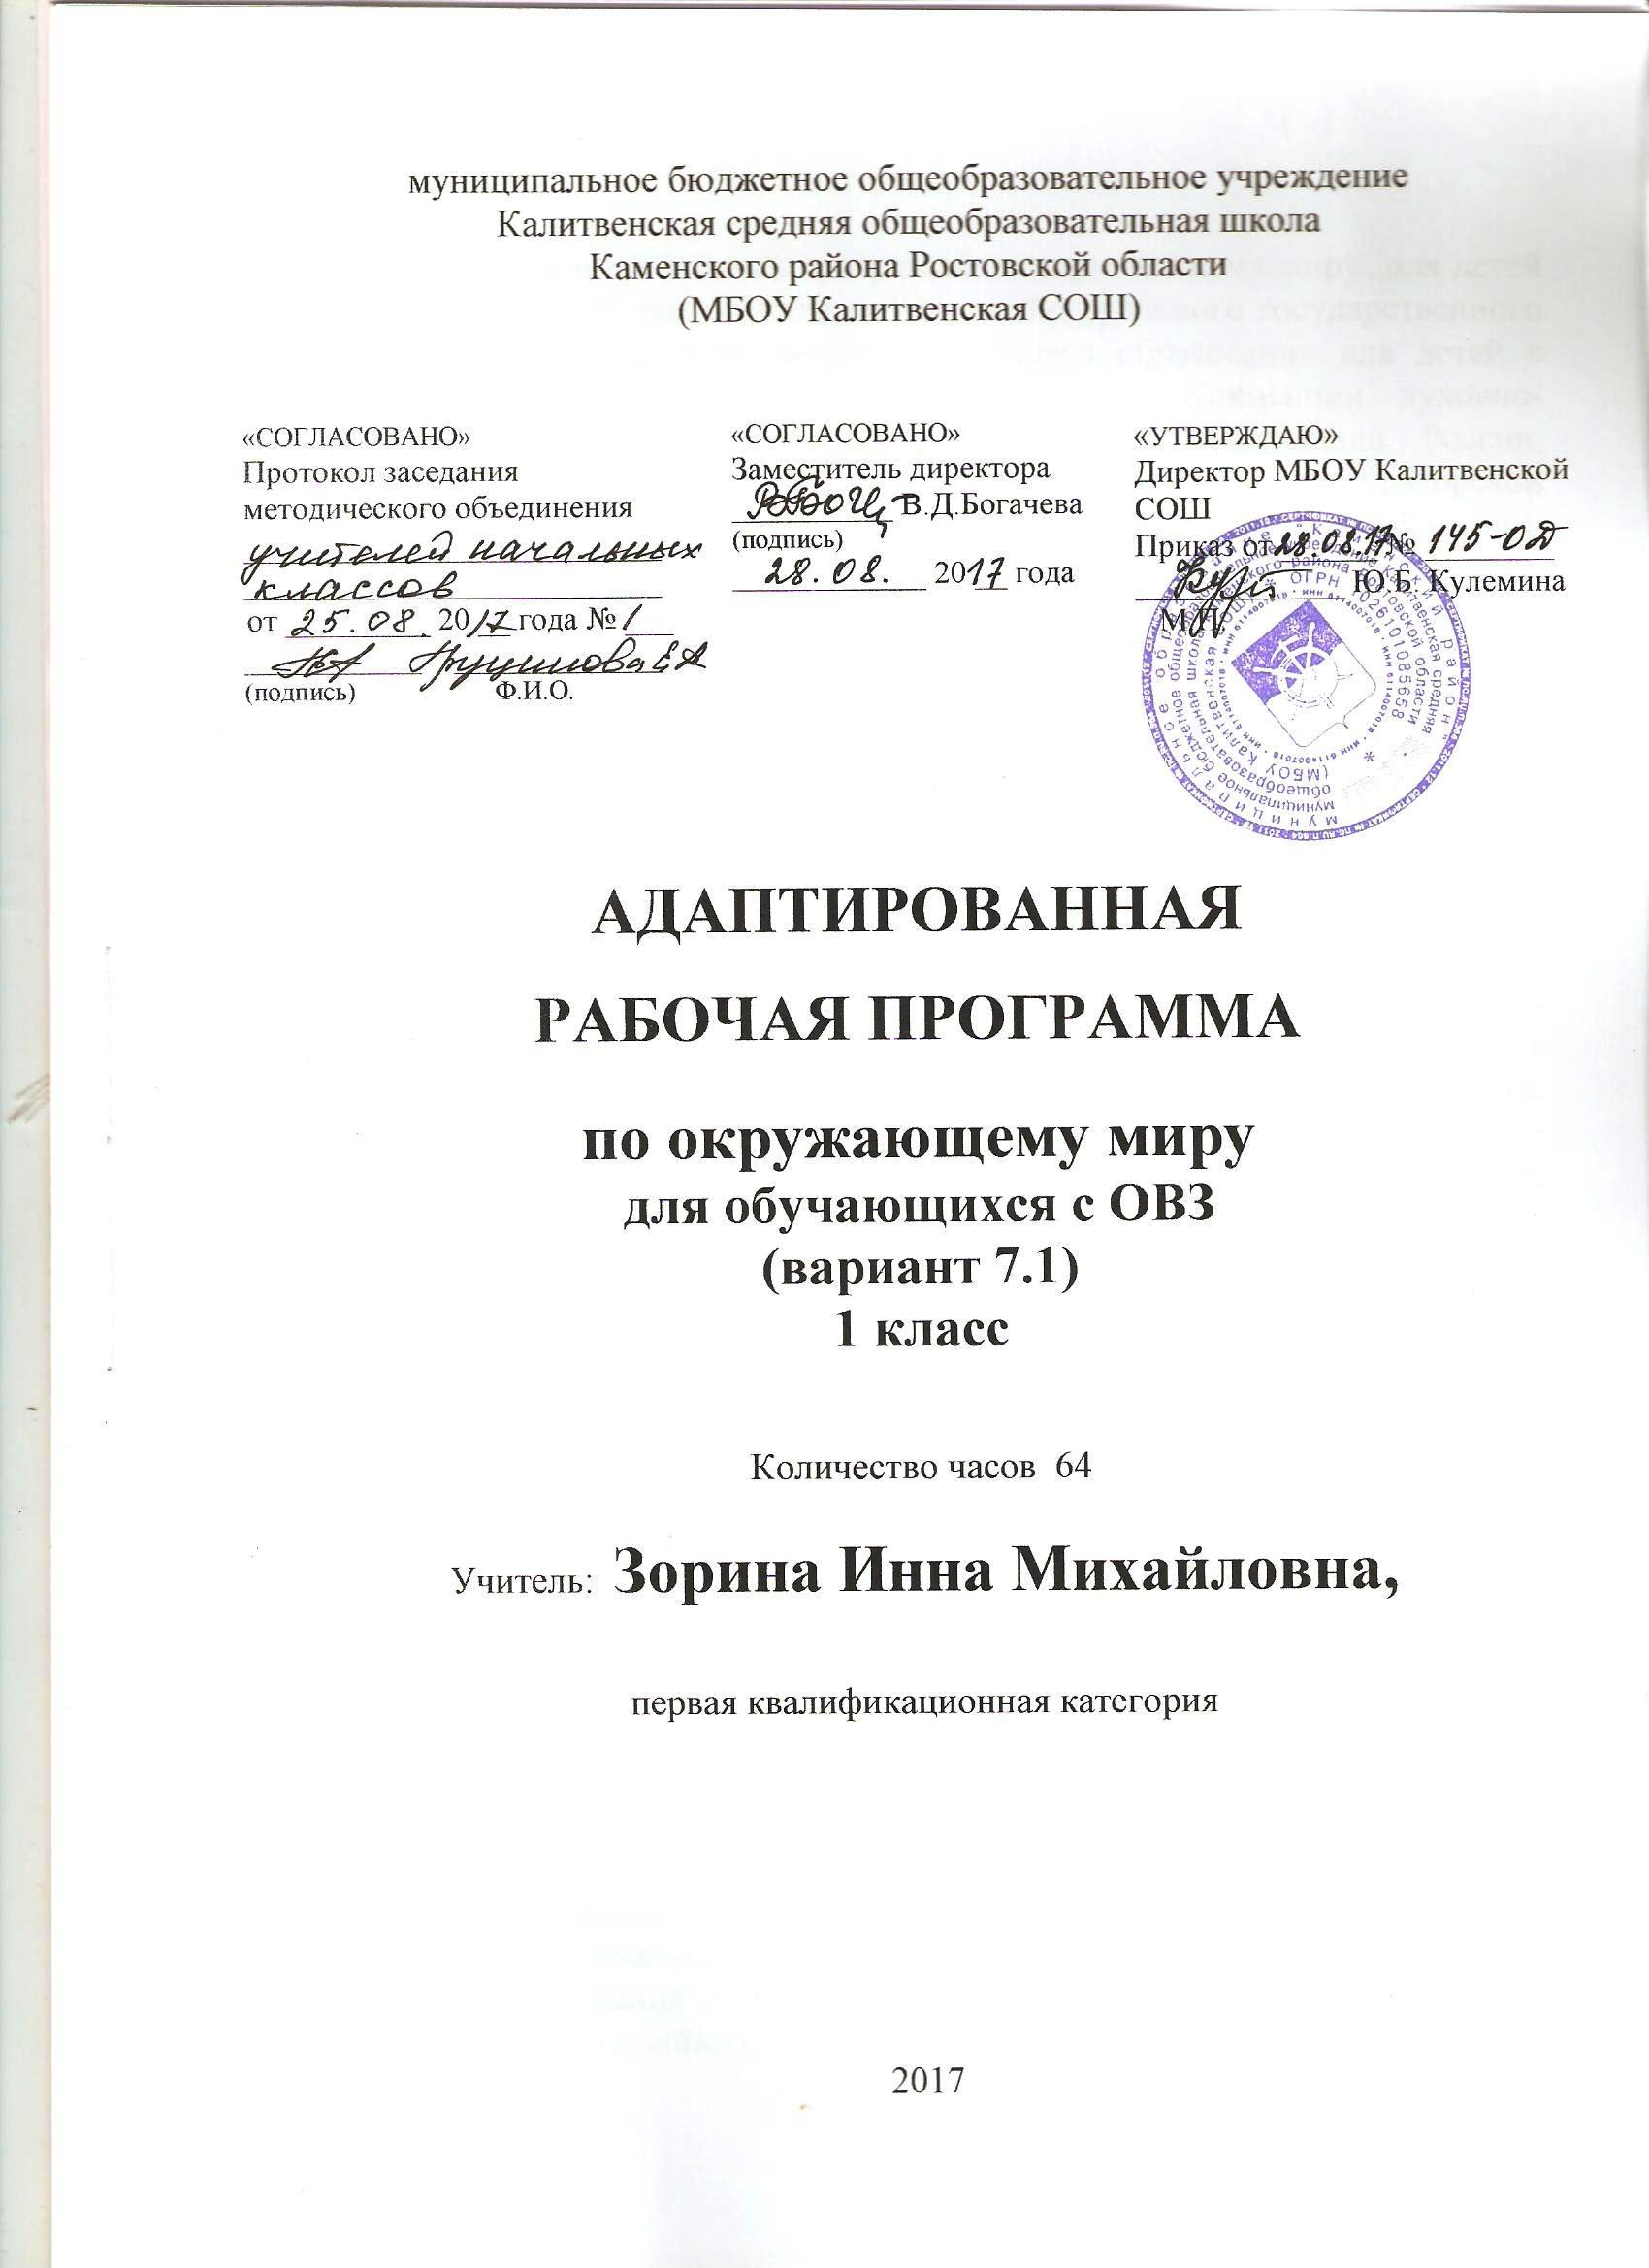 муниципальное бюджетное общеобразовательное учреждение
Калитвенская средняя общеобразовательная школа
Каменского района Ростовской области
(МБОУ Калитвенская СОШ)
«СОГЛАСОВАНО»
Протокол заседания
методического объединения
учителей начальных
классов
от 25.08. 2017 года № 1
(подпись) Ф.И.О.
«СОГЛАСОВАНО»
Заместитель директора
В.Д.Богачева
(подпись)
28.08. 2017 года
«УТВЕРЖДАЮ»
Директор МБОУ Калитвенской
СОШ
Приказ от 28.08.17 № 145-ОД
Ю.Б. Кулемина
М.П.
ОГРН 1026101085658
АДАПТИРОВАННАЯ
РАБОЧАЯ ПРОГРАММА
по окружающему миру
для обучающихся с ОВЗ
(вариант 7.1)
1 класс
Количество часов 64
Учитель: Зорина Инна Михайловна,
первая квалификационная категория
2017